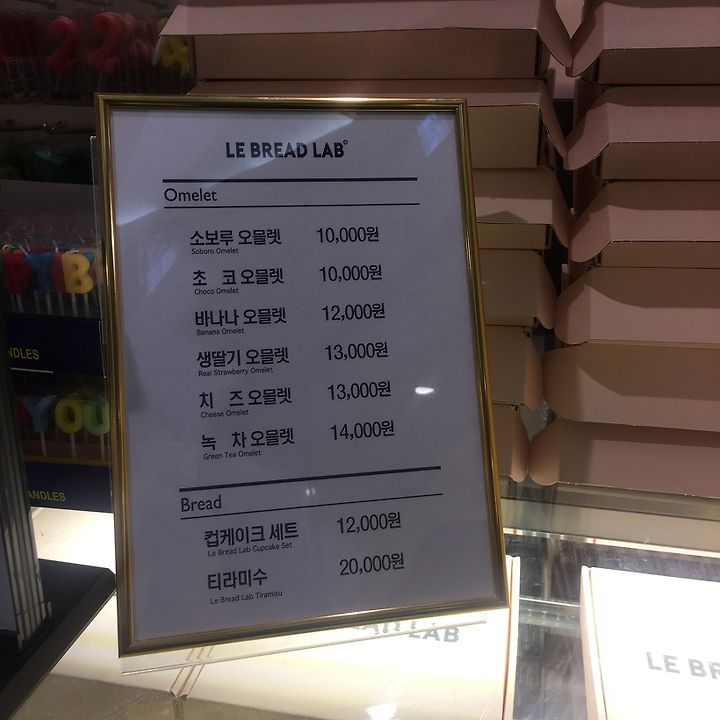 LE BREAD LAB®
Omelet
소보루 오믈렛 10,000원
Soboro Omelet
초 코 오믈렛 10,000원
Choco Omelet
바나나 오믈렛 12,000원
Banana Omelet
생딸기 오믈렛 13,000원
Real Strawberry Omelet
치 즈 오믈렛 13,000원
Cheese Omelet
녹 차 오믈렛 14,000원
Green Tea Omelet
Bread
컵케이크 세트 12,000원
Le Bread Lab Cupcake Set
티라미수 20,000원
Le Bread Lab Tiramisu
NDLES
YOU
ANDLES
LAB
LE BR